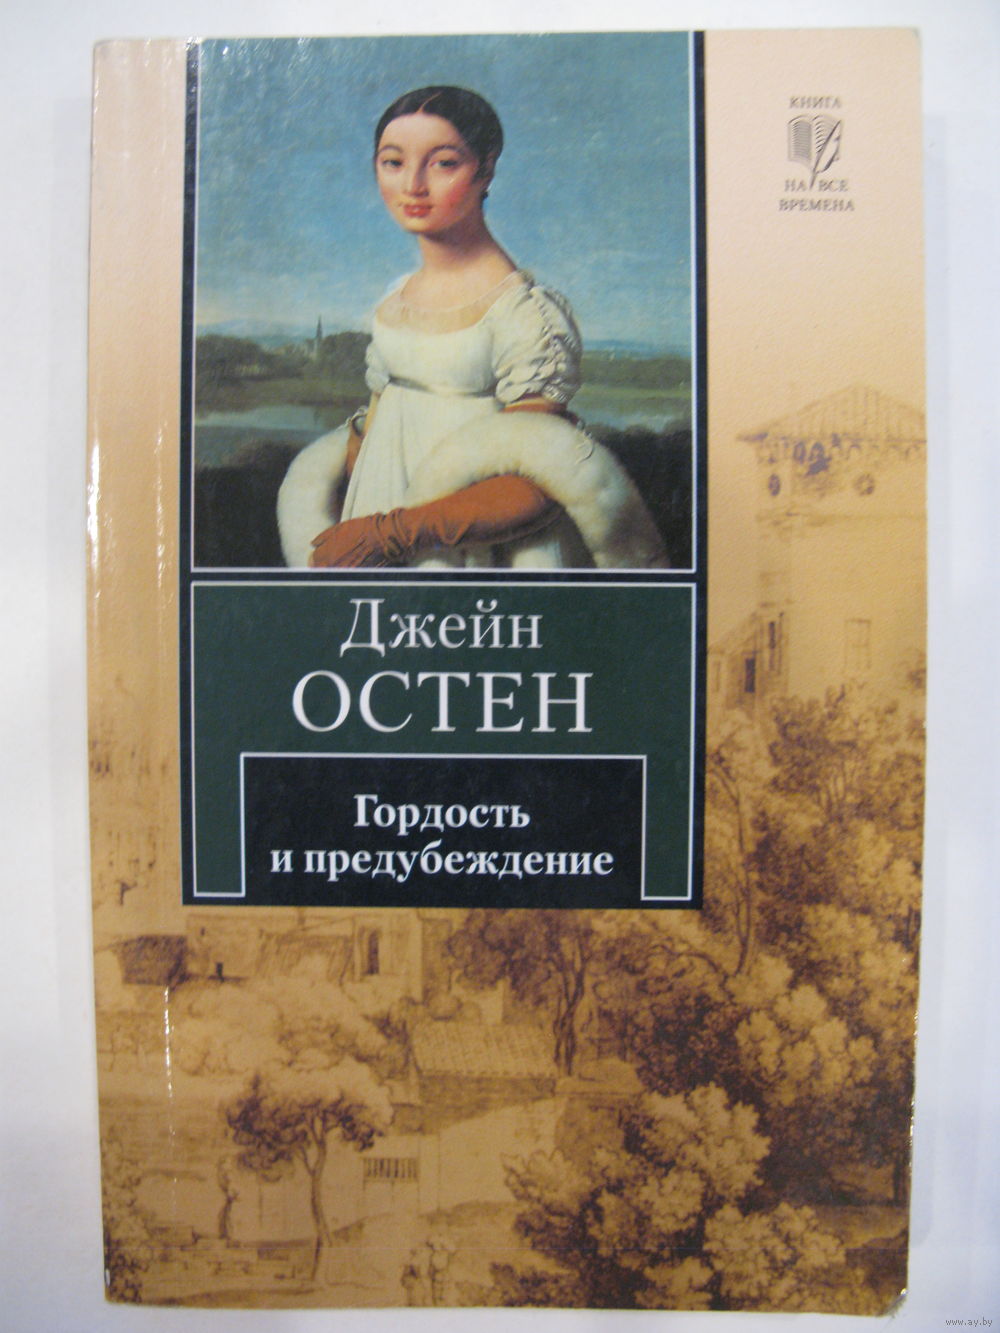 КНИГА
НА ВСЕ
ВРЕМЕНА
Джейн
ОСТЕН
Гордость
и предубеждение
www.ay.by